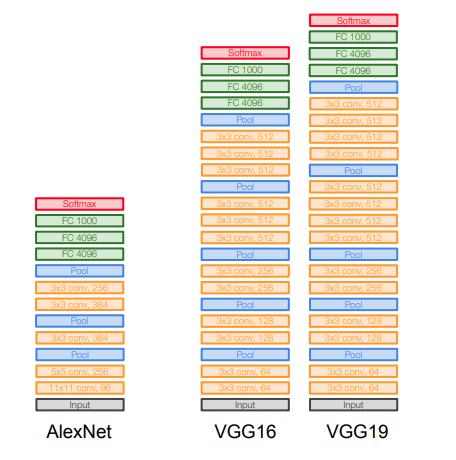 Softmax
FC 1000
FC 4096
FC 4096
Pool
3x3 conv, 256
3x3 conv, 384
Pool
3x3 conv, 384
Pool
5x5 conv, 256
11x11 conv, 96
Input
AlexNet
Softmax
FC 1000
FC 4096
FC 4096
Pool
3x3 conv, 512
3x3 conv, 512
3x3 conv, 512
Pool
3x3 conv, 512
3x3 conv, 512
3x3 conv, 512
Pool
3x3 conv, 256
3x3 conv, 256
Pool
3x3 conv, 128
3x3 conv, 128
Pool
3x3 conv, 64
3x3 conv, 64
Input
VGG16
Softmax
FC 1000
FC 4096
FC 4096
Pool
3x3 conv, 512
3x3 conv, 512
3x3 conv, 512
3x3 conv, 512
Pool
3x3 conv, 512
3x3 conv, 512
3x3 conv, 512
3x3 conv, 512
Pool
3x3 conv, 256
3x3 conv, 256
Pool
3x3 conv, 128
3x3 conv, 128
Pool
3x3 conv, 64
3x3 conv, 64
Input
VGG19